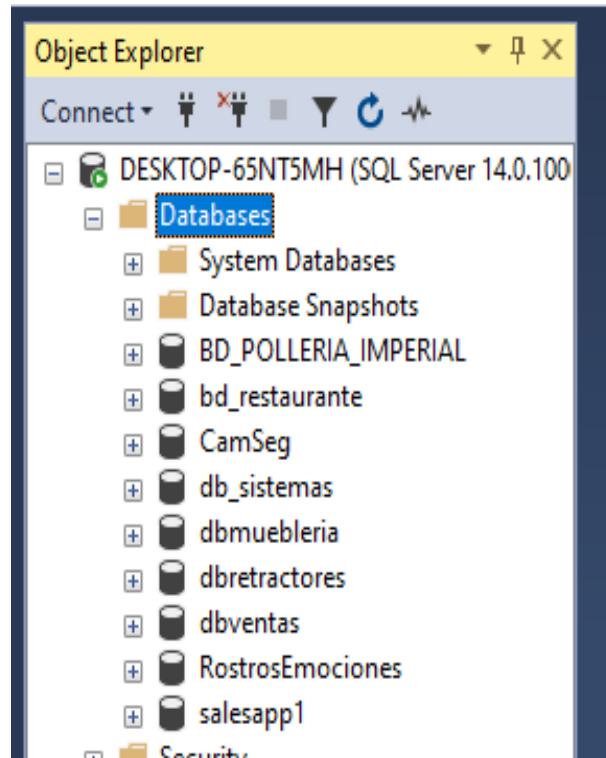 Object Explorer
Connect
DESKTOP-65NT5MH (SQL Server 14.0.100
Databases
System Databases
Database Snapshots
BD_POLLERIA_IMPERIAL
bd_restaurante
CamSeg
db_sistemas
dbmuebleria
dbretractores
dbventas
RostrosEmociones
salesapp1
Security